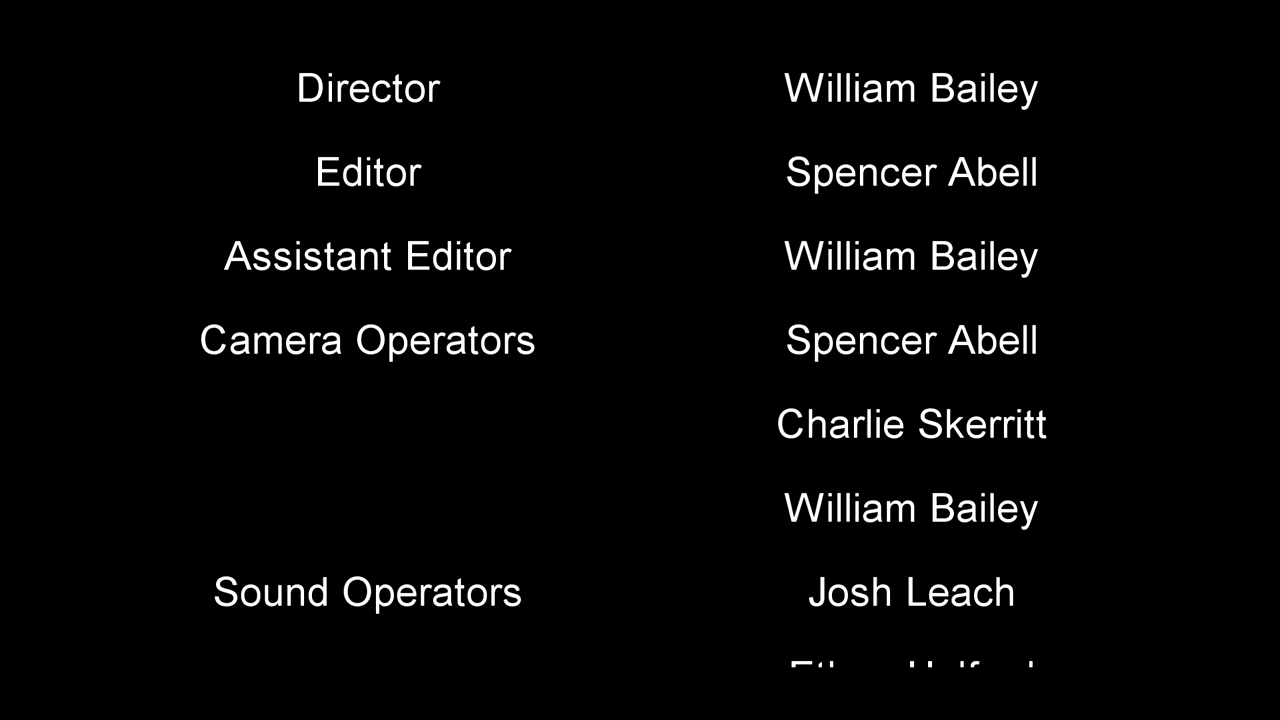 Director William Bailey
Editor Spencer Abell
Assistant Editor William Bailey
Camera Operators Spencer Abell
Charlie Skerritt
William Bailey
Sound Operators Josh Leach